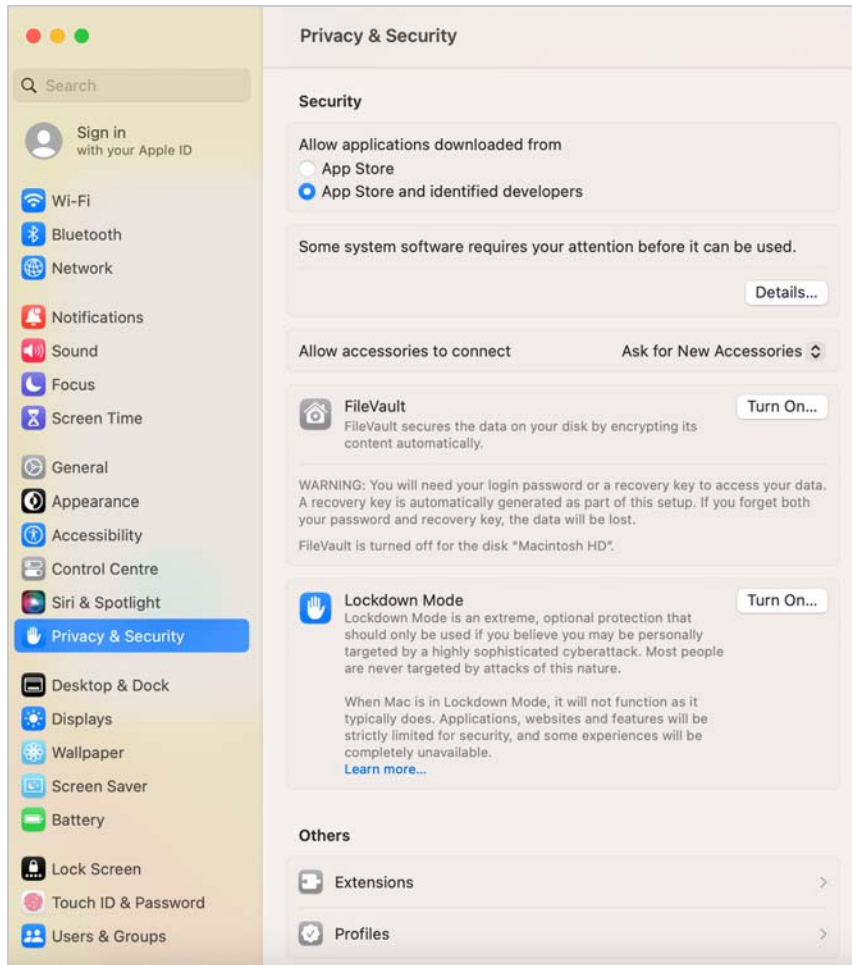 Privacy & Security
Search
Sign in
with your Apple ID
Wi-Fi
Bluetooth
Network
Notifications
Sound
Focus
Screen Time
General
Appearance
Accessibility
Control Centre
Siri & Spotlight
Privacy & Security
Desktop & Dock
Displays
Wallpaper
Screen Saver
Battery
Lock Screen
Touch ID & Password
Users & Groups
Security
Allow applications downloaded from
App Store
App Store and identified developers
Some system software requires your attention before it can be used.
Details...
Allow accessories to connect
Ask for New Accessories
FileVault
Turn On...
FileVault secures the data on your disk by encrypting its
content automatically.
WARNING: You will need your login password or a recovery key to access your data.
A recovery key is automatically generated as part of this setup. If you forget both
your password and recovery key, the data will be lost.
FileVault is turned off for the disk "Macintosh HD".
Lockdown Mode
Turn On...
Lockdown Mode is an extreme, optional protection that
should only be used if you believe you may be personally
targeted by a highly sophisticated cyberattack. Most people
are never targeted by attacks of this nature.
When Mac is in Lockdown Mode, it will not function as it
typically does. Applications, websites and features will be
strictly limited for security, and some experiences will be
completely unavailable.
Learn more...
Others
Extensions
Profiles